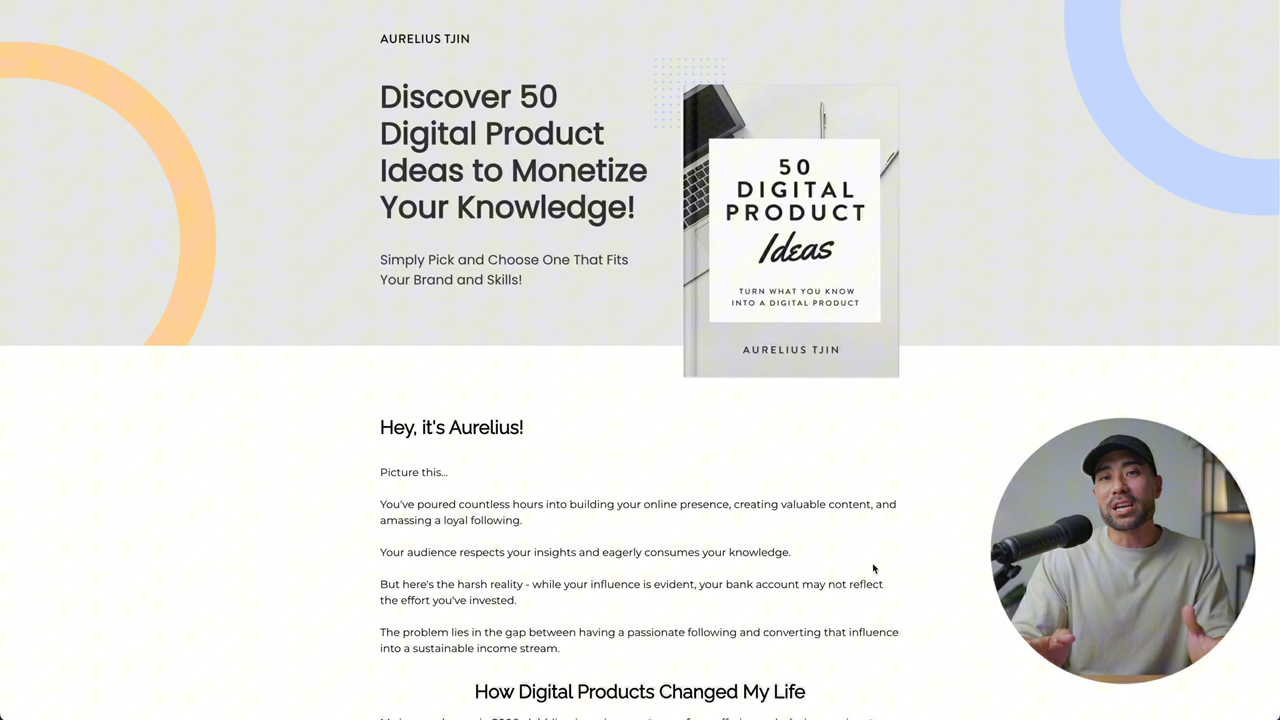 AURELIUS TJIN
Discover 50
Digital Product
Ideas to Monetize
Your Knowledge!
Simply Pick and Choose One That Fits
Your Brand and Skills!
50
DIGITAL
PRODUCT
Ideas
TURN WHAT YOU KNOW
INTO A DIGITAL PRODUCT
AURELIUS TJIN
Hey, it's Aurelius!
Picture this...
You've poured countless hours into building your online presence, creating valuable content, and
amassing a loyal following.
Your audience respects your insights and eagerly consumes your knowledge.
But here's the harsh reality - while your influence is evident, your bank account may not reflect
the effort you've invested.
The problem lies in the gap between having a passionate following and converting that influence
into a sustainable income stream.
How Digital Products Changed My Life